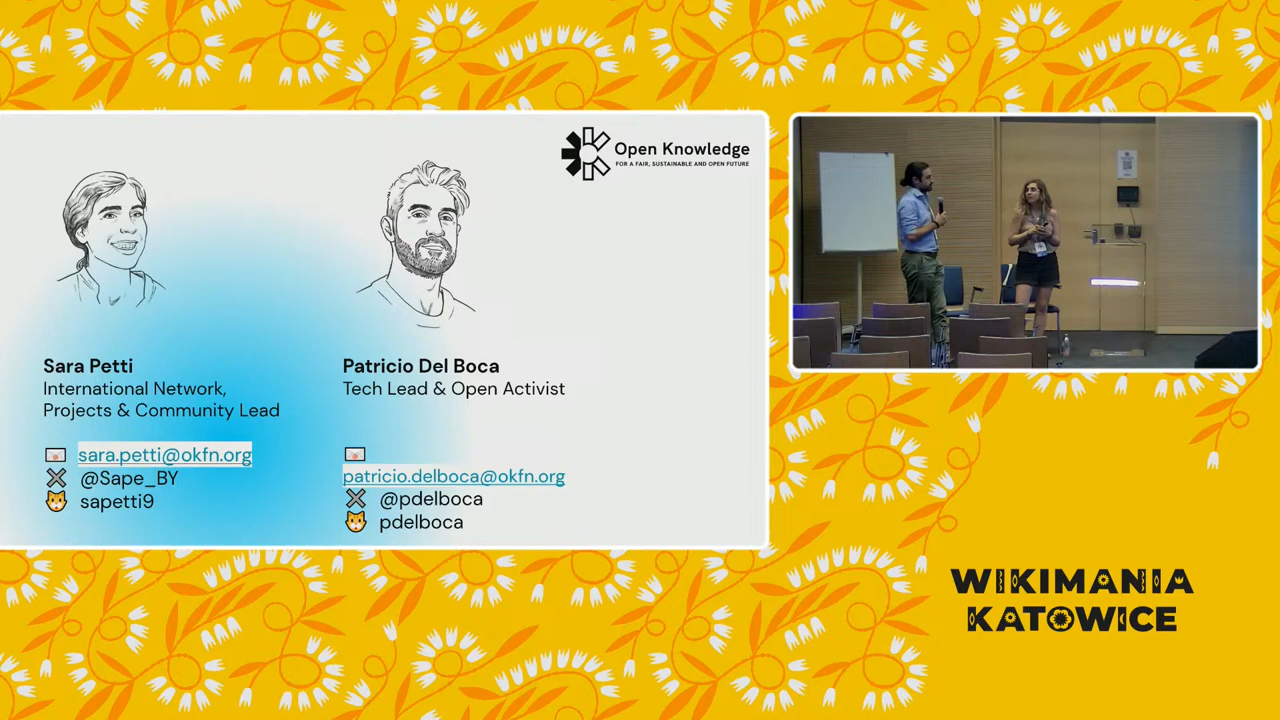 Open Knowledge
FOR A FAIR, SUSTAINABLE AND OPEN FUTURE
Sara Petti
International Network,
Projects & Community Lead
sara.petti@okfn.org
@Sape_BY
sapetti9
Patricio Del Boca
Tech Lead & Open Activist
patricio.delboca@okfn.org
@pdelboca
pdelboca
WIKIMANIA
KATOWICE